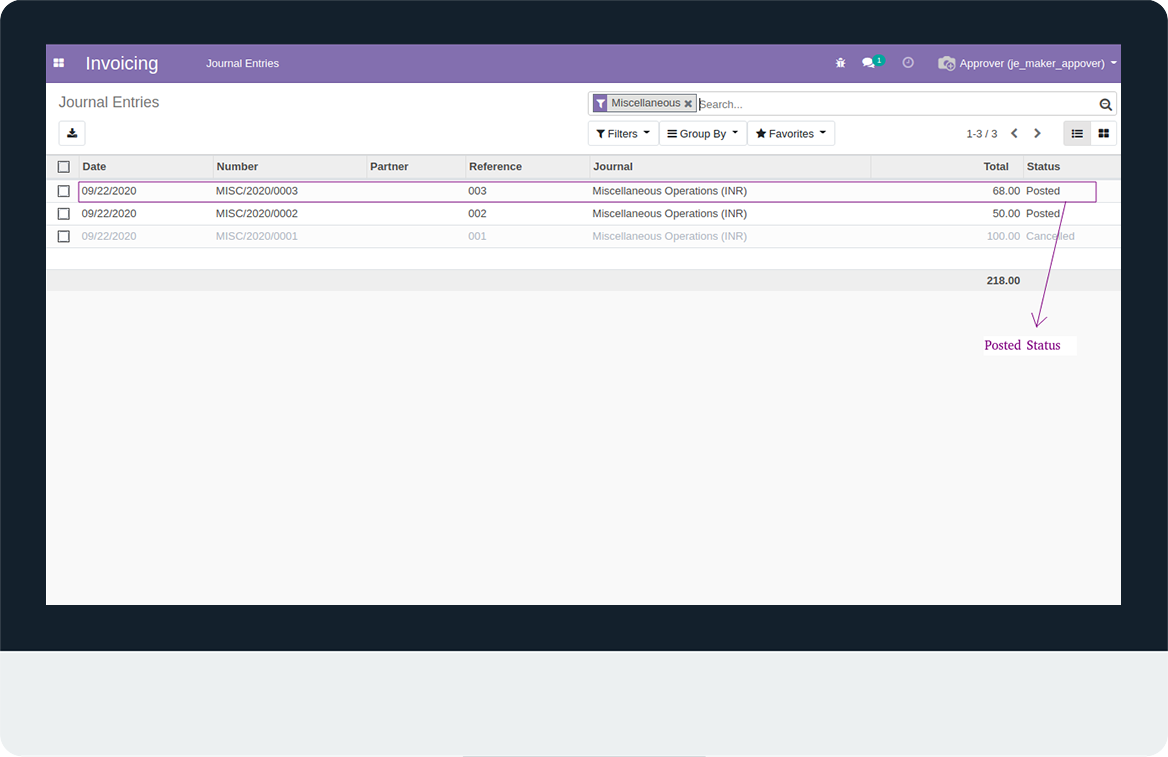 Invoicing Journal Entries 1 Approver (je_maker_appover)
Journal Entries Miscellaneous Search...
Filters Group By Favorites 1-3 / 3
Date Number Partner Reference Journal Total Status
09/22/2020 MISC/2020/0003 003 Miscellaneous Operations (INR) 68.00 Posted
09/22/2020 MISC/2020/0002 002 Miscellaneous Operations (INR) 50.00 Posted
09/22/2020 MISC/2020/0001 001 Miscellaneous Operations (INR) 100.00 Cancelled
218.00
Posted Status